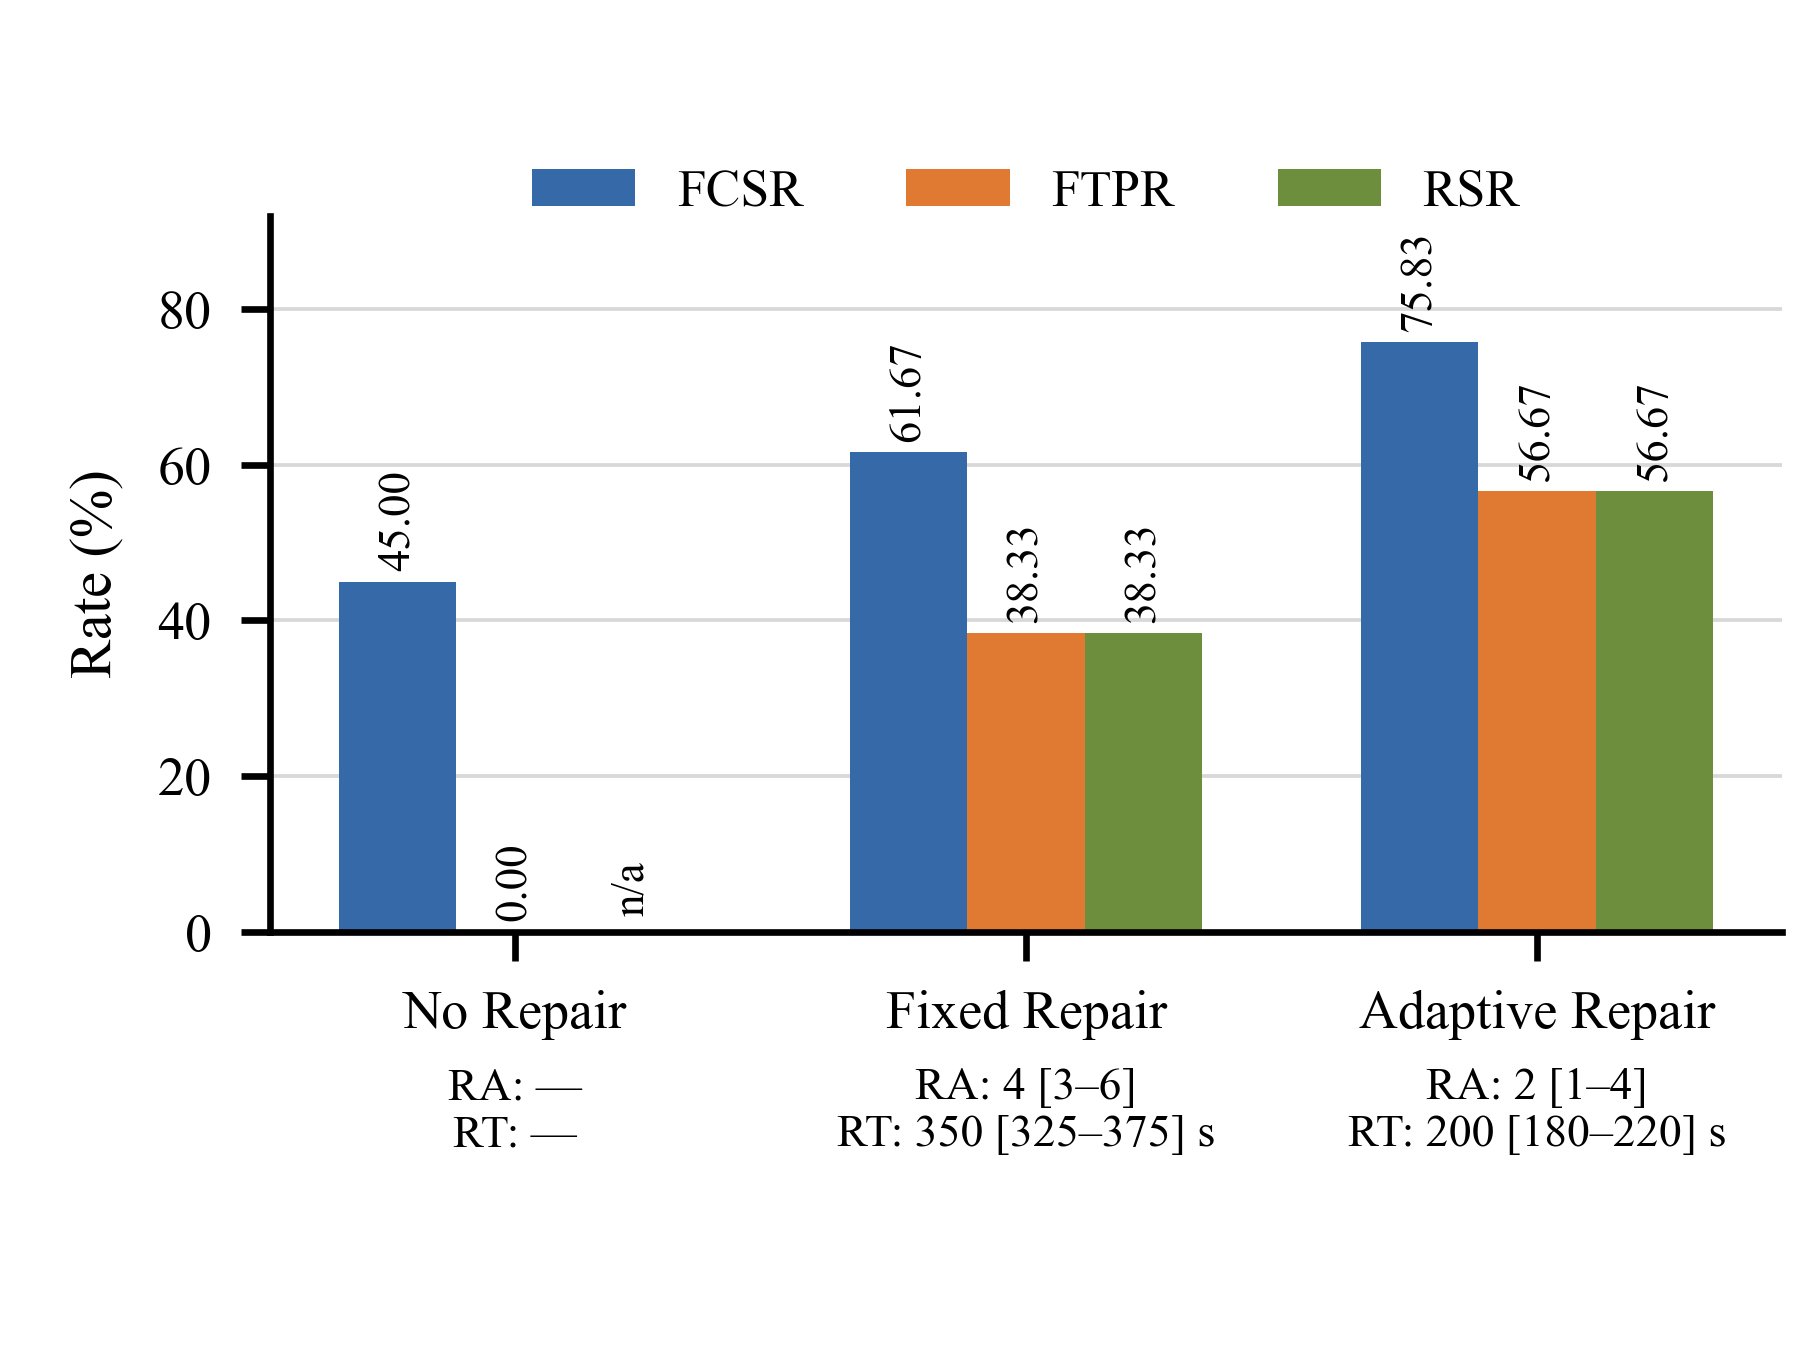 FCSR FTPR RSR
Rate (%)
80
60
40
20
0
45.00 0.00 n/a
61.67 38.33 38.33
75.83 56.67 56.67
No Repair Fixed Repair Adaptive Repair
RA: — RA: 4 [3–6] RA: 2 [1–4]
RT: — RT: 350 [325–375] s RT: 200 [180–220] s